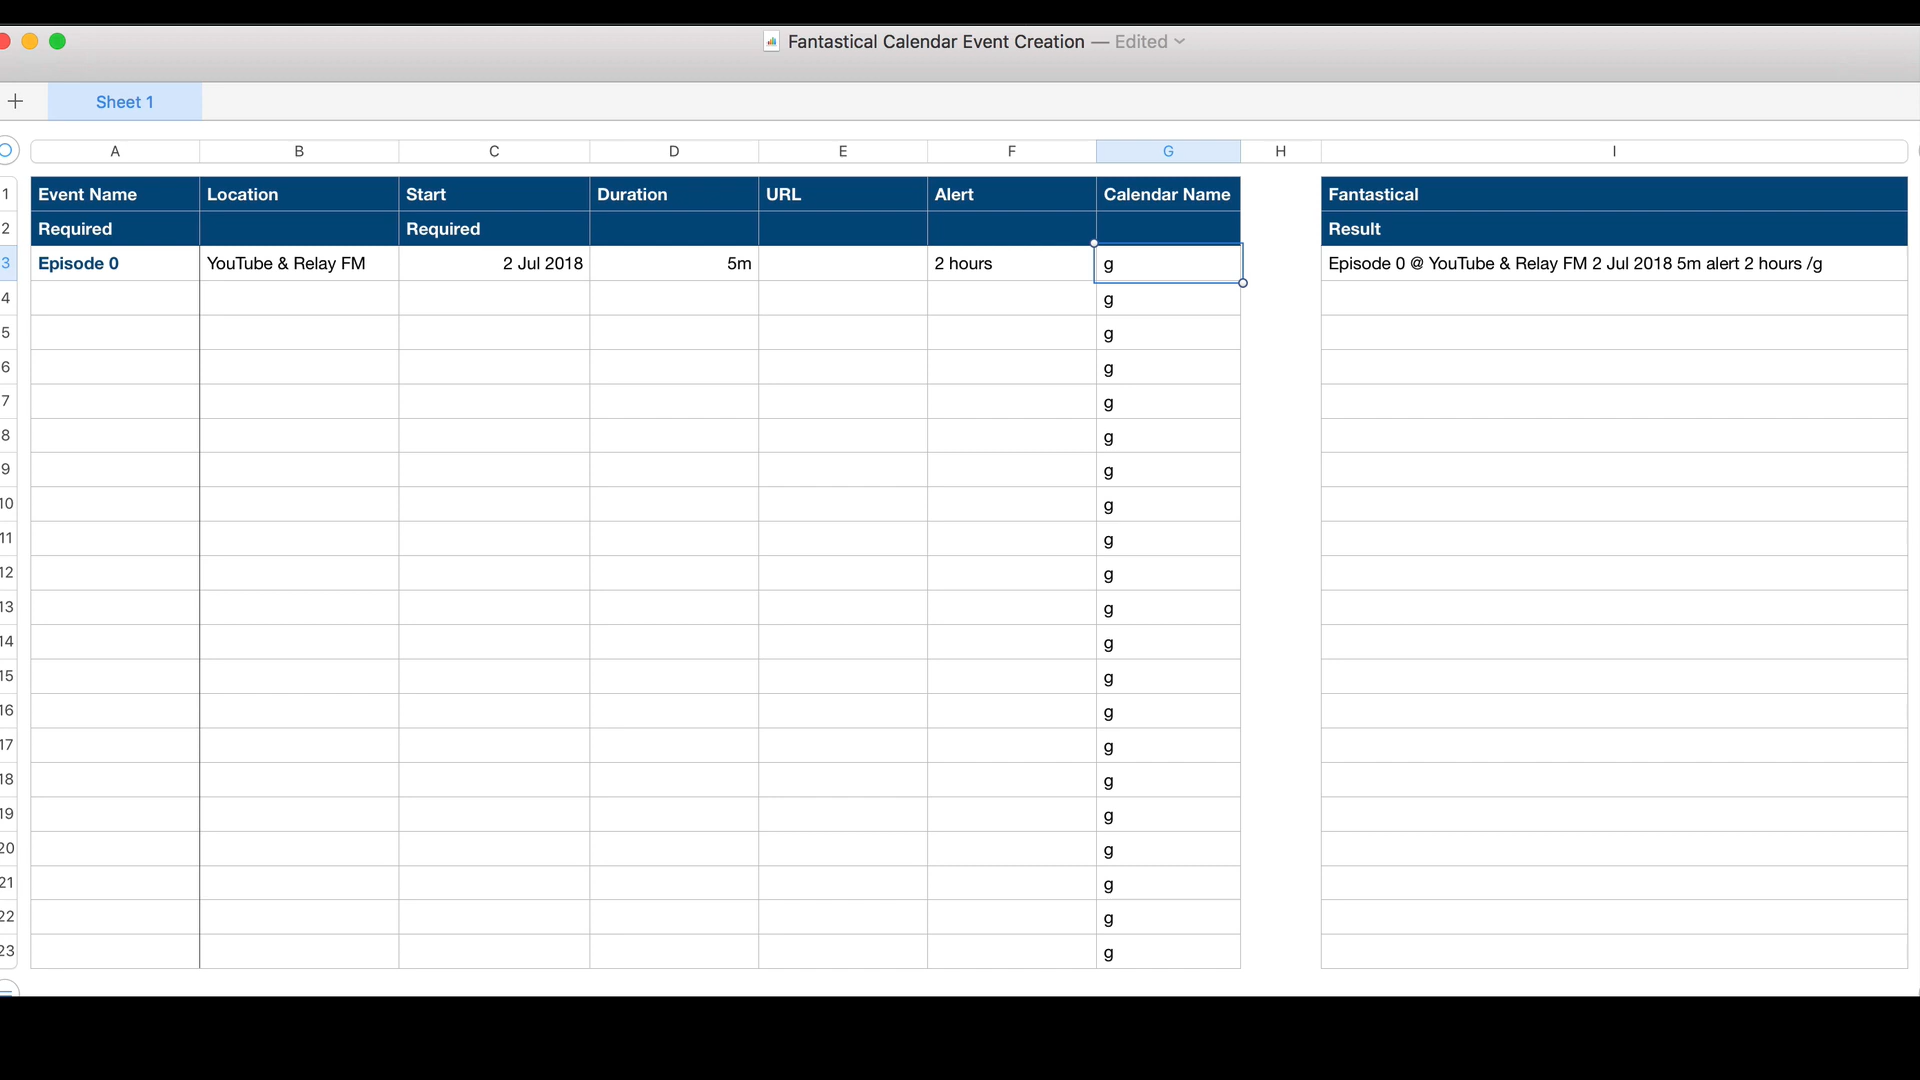 Fantastical Calendar Event Creation — Edited
Sheet 1
A B C D E F G H I
1 Event Name Location Start Duration URL Alert Calendar Name Fantastical
2 Required Required Result
3 Episode 0 YouTube & Relay FM 2 Jul 2018 5m 2 hours g Episode 0 @ YouTube & Relay FM 2 Jul 2018 5m alert 2 hours /g
4 g
5 g
6 g
7 g
8 g
9 g
10 g
11 g
12 g
13 g
14 g
15 g
16 g
17 g
18 g
19 g
20 g
21 g
22 g
23 g